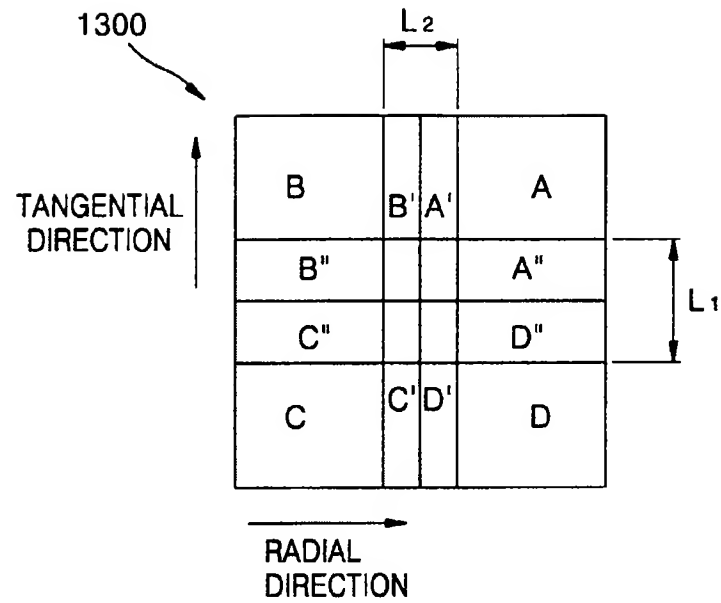 1300
L2
B B' A' A
TANGENTIAL
DIRECTION
B" A"
L1
C" D"
C C' D' D
RADIAL
DIRECTION